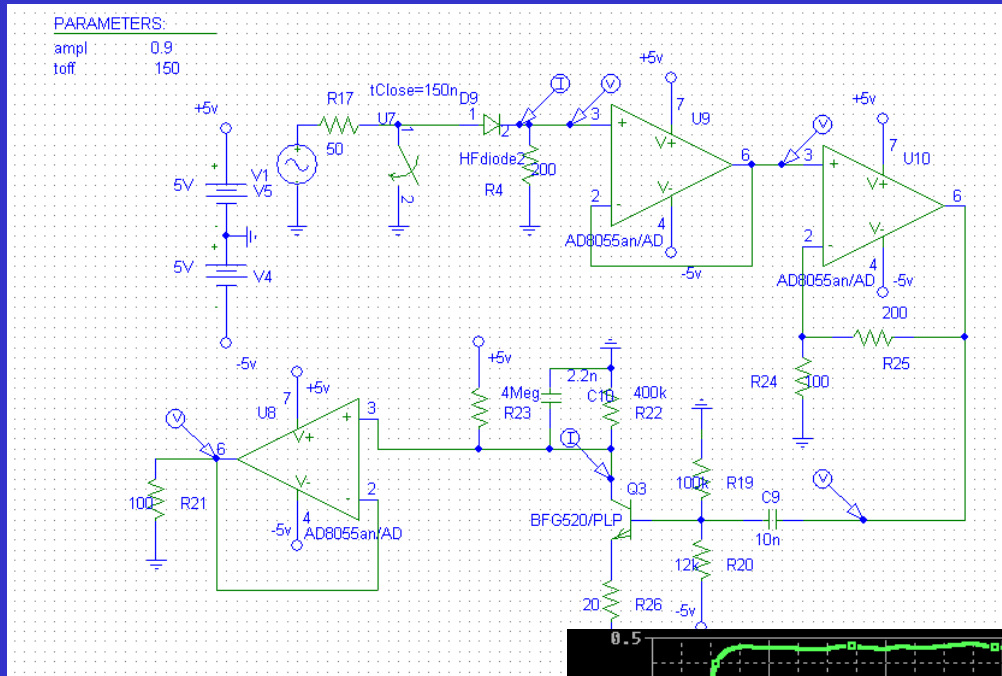 PARAMETERS:
ampl 0.9
toff 150
+5v
5V
V1
V5
5V
V4
-5v
R17
50
tClose=150n
U7
1
2
D9
1
2
HFdiode2
200
R4
+5v
3
7
U9
+
V+
6
2
-
V-
4
AD8055an/AD
-5v
+5v
3
7
U10
+
V+
6
2
-
V-
4
AD8055an/AD
-5v
200
R25
R24
100
+5v
7
U8
3
+
V+
6
V-
-
2
4
-5v
AD8055an/AD
100
R21
+5v
4Meg
R23
2.2n
C10
400k
R22
I
V
Q3
BFG520/PLP
100k
R19
C9
10n
12k
R20
20
R26
-5v
0.5